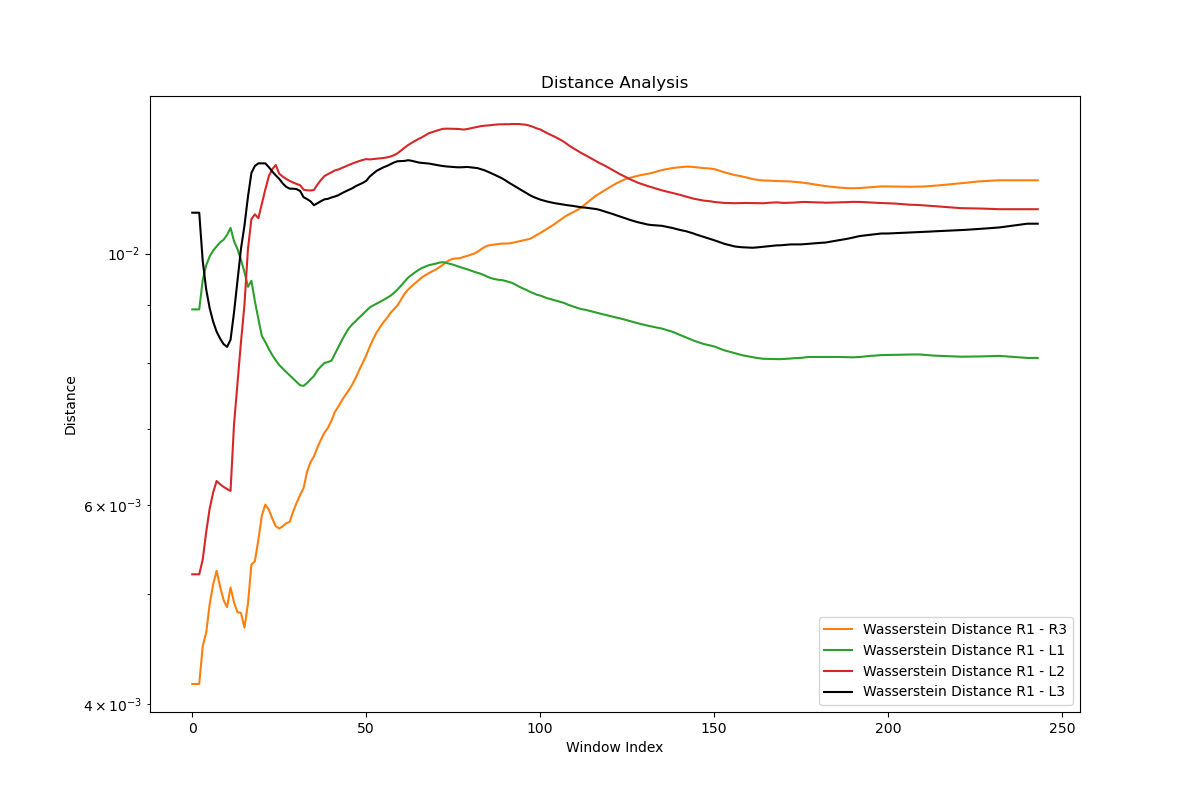 Distance Analysis
Distance
10⁻²
6 × 10⁻³
4 × 10⁻³
0 50 100 150 200 250
Window Index
Wasserstein Distance R1 - R3
Wasserstein Distance R1 - L1
Wasserstein Distance R1 - L2
Wasserstein Distance R1 - L3